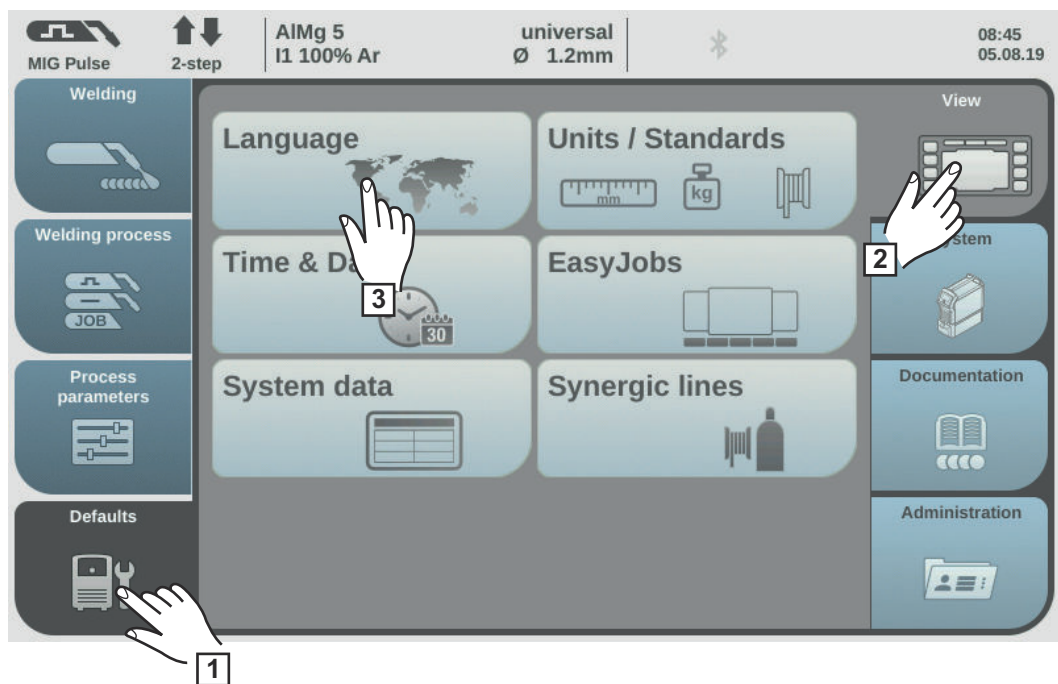 MIG Pulse
2-step
AlMg 5
I1 100% Ar
universal
Ø 1.2mm
08:45
05.08.19
Welding
Welding process
JOB
Process
parameters
Defaults
1
Language
Units / Standards
mm
kg
Time & 
30
3
EasyJobs
System data
Synergic lines
View
2
Documentation
Administration